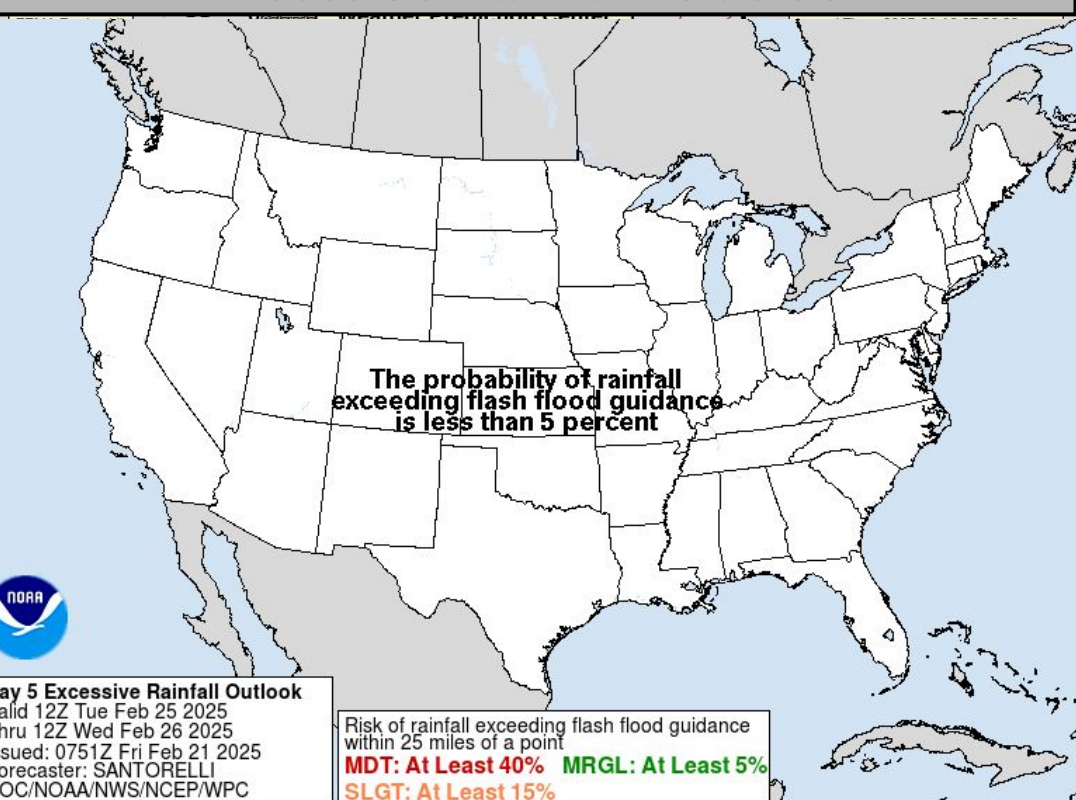 The probability of rainfall
exceeding flash flood guidance
is less than 5 percent
NOAA
ay 5 Excessive Rainfall Outlook
alid 12Z Tue Feb 25 2025
hru 12Z Wed Feb 26 2025
ssued: 0751Z Fri Feb 21 2025
orecaster: SANTORELLI
OC/NOAA/NWS/NCEP/WPC
Risk of rainfall exceeding flash flood guidance
within 25 miles of a point
MDT: At Least 40% MRGL: At Least 5%
SLGT: At Least 15%